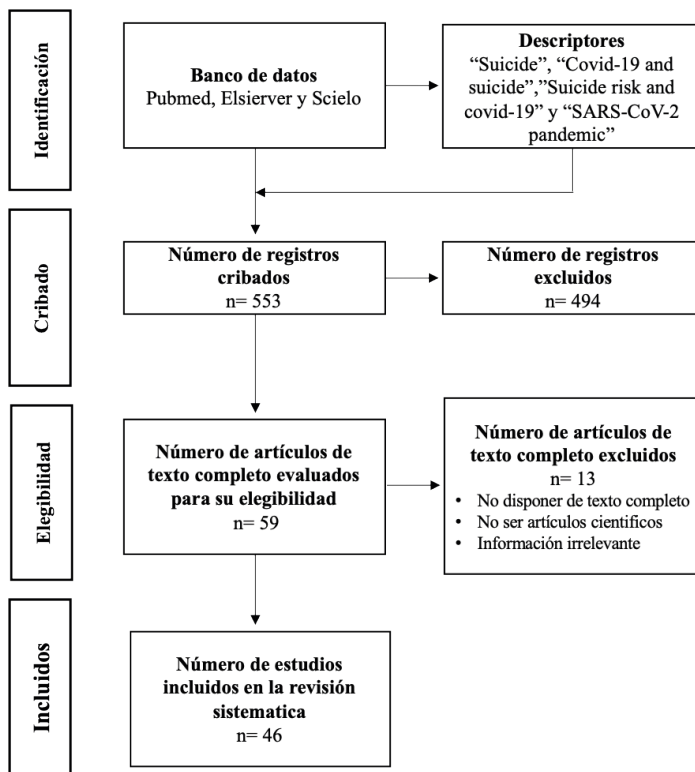 Identificación
Banco de datos
Pubmed, Elsierver y Scielo
Descriptores
“Suicide”, “Covid-19 and
suicide”,”Suicide risk and
covid-19” y “SARS-CoV-2
pandemic”
Cribado
Número de registros
cribados
n= 553
Número de registros
excluidos
n= 494
Elegibilidad
Número de artículos de
texto completo evaluados
para su elegibilidad
n= 59
Número de artículos de
texto completo excluidos
n= 13
• No disponer de texto completo
• No ser artículos cientificos
• Información irrelevante
Incluidos
Número de estudios
incluidos en la revisión
sistematica
n= 46